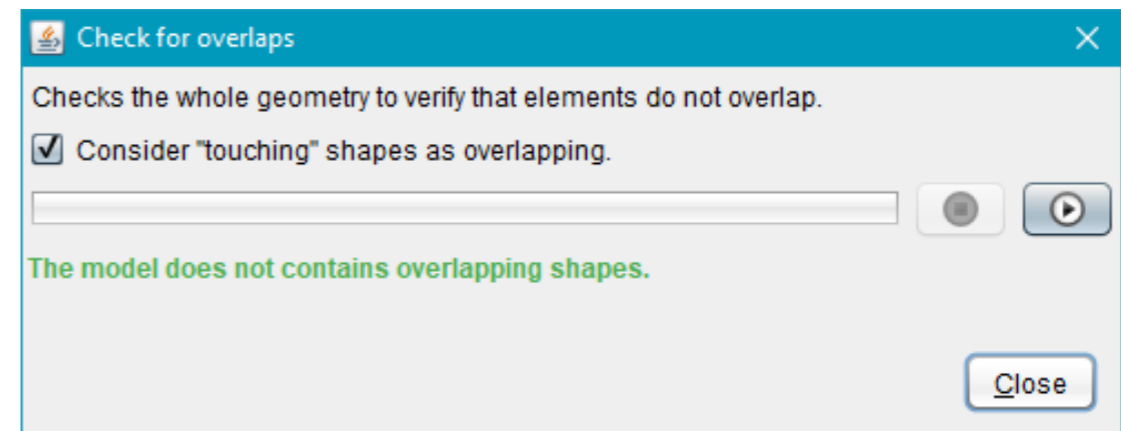 Check for overlaps
Checks the whole geometry to verify that elements do not overlap.
Consider "touching" shapes as overlapping.
The model does not contains overlapping shapes.
Close